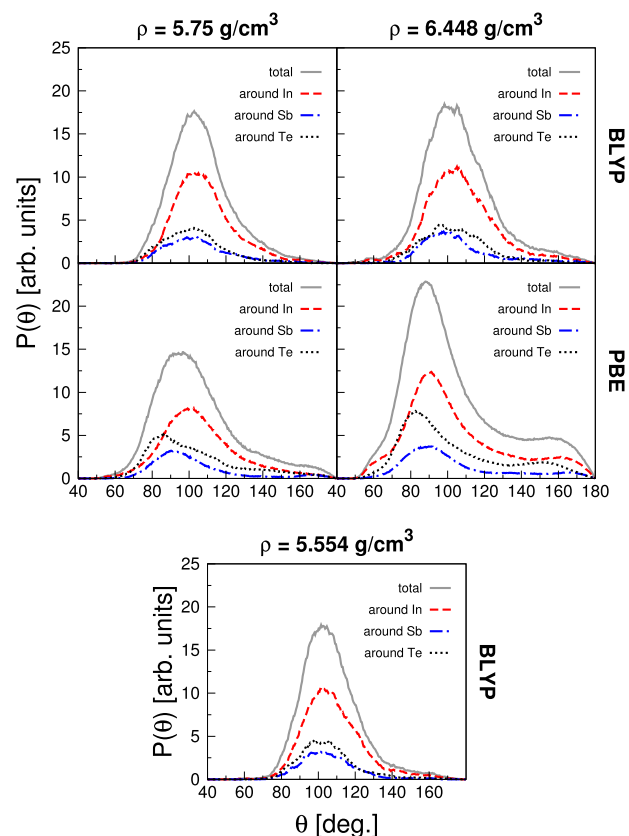 ρ = 5.75 g/cm³ ρ = 6.448 g/cm³
25
20
15
10
5
0
total
around In
around Sb
around Te
total
around In
around Sb
around Te
BLYP
P(θ) [arb. units]
25
20
15
10
5
0
total
around In
around Sb
around Te
total
around In
around Sb
around Te
PBE
40 60 80 100 120 140 160 40 60 80 100 120 130 160 180
ρ = 5.554 g/cm³
25
20
15
10
5
0
total
around In
around Sb
around Te
BLYP
P(θ) [arb. units]
40 60 80 100 120 140 160
θ [deg.]